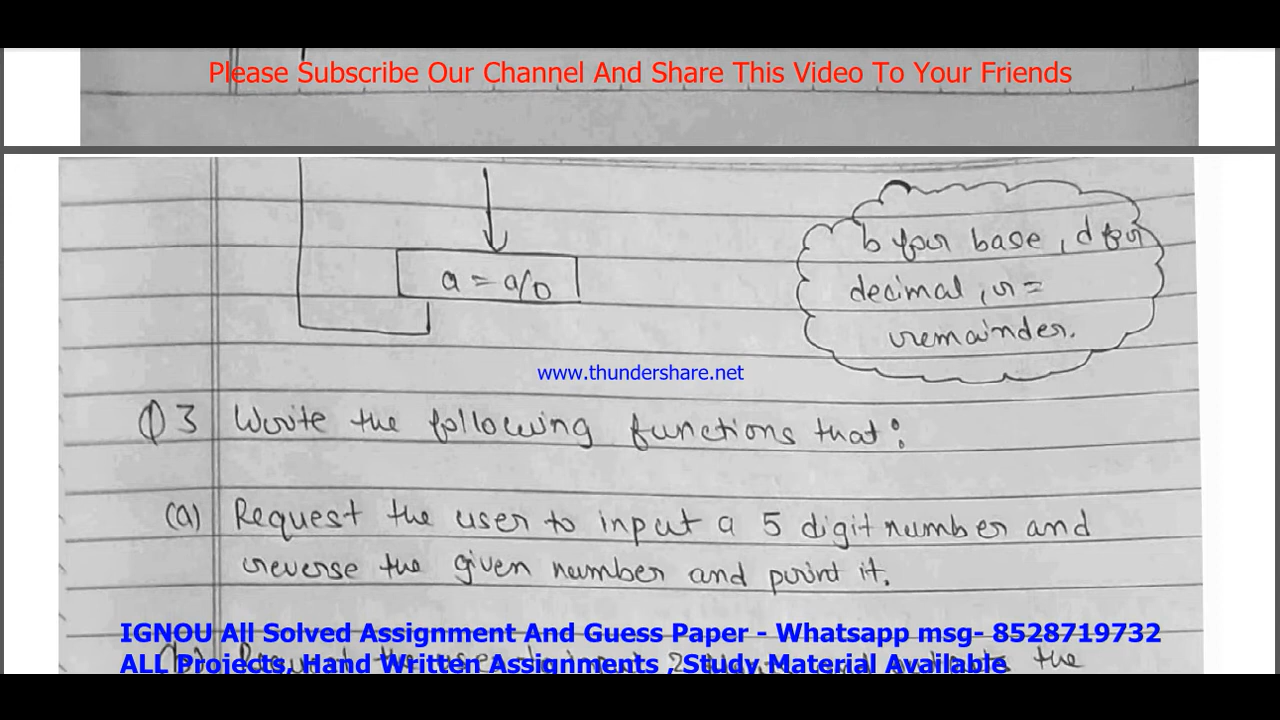 Please Subscribe Our Channel And Share This Video To Your Friends
b for base, d for
a = a/0
decimal, r =
remainder.
www.thundershare.net
Q3 Write the following functions that:
(a) Request the user to input a 5 digit number and
reverse the given number and print it.
IGNOU All Solved Assignment And Guess Paper - Whatsapp msg- 8528719732
ALL Projects, Hand Written Assignments , Study Material Available
the